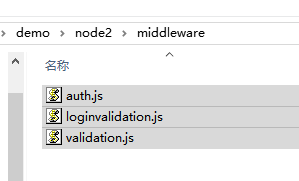 demo > node2 > middleware
名称
auth.js
loginvalidation.js
validation.js